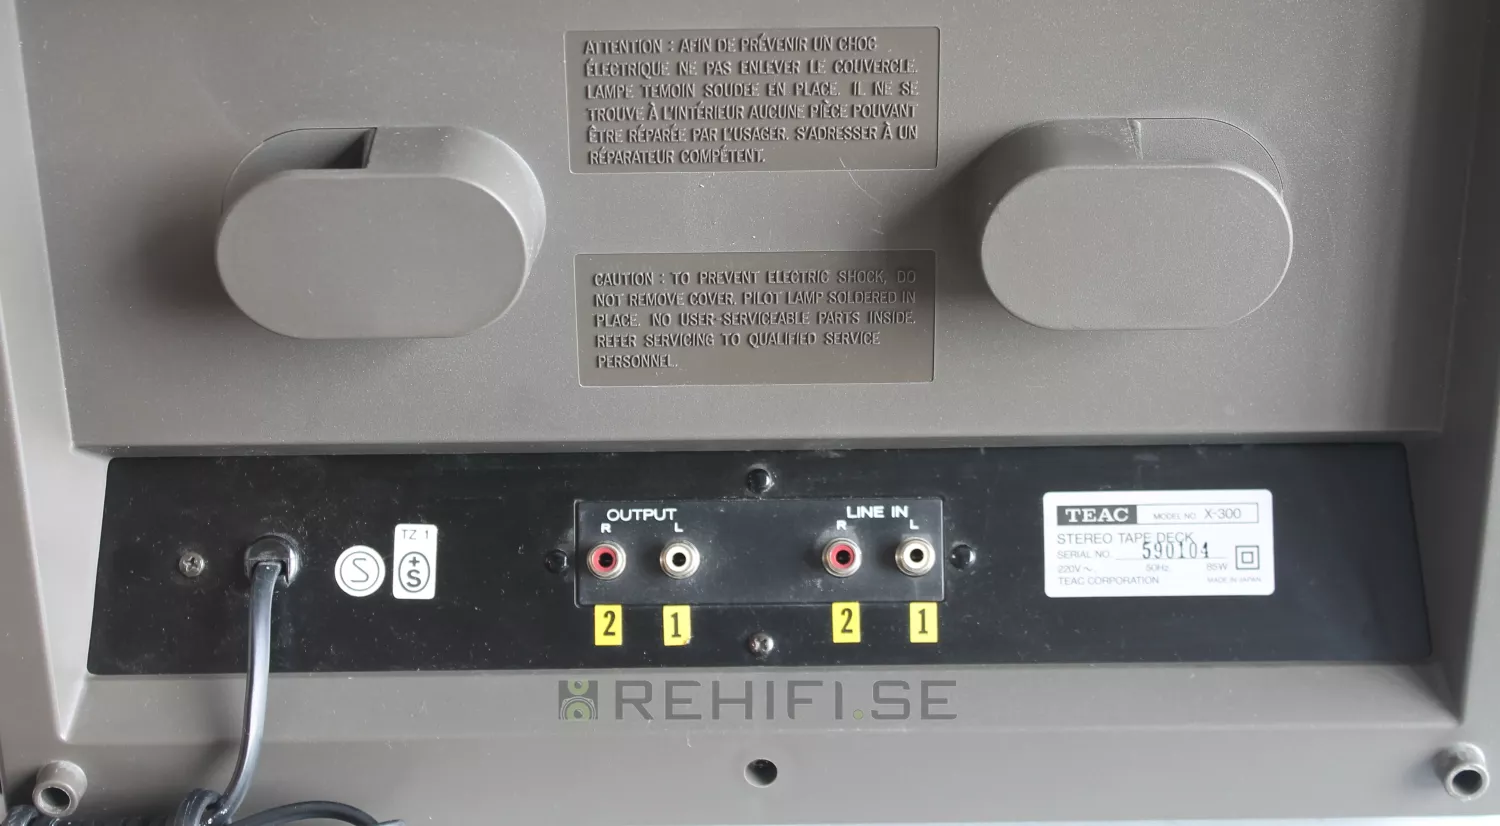 ATTENTION : AFIN DE PRÉVENIR UN CHOC
ÉLECTRIQUE NE PAS ENLEVER LE COUVERCLE.
LAMPE TEMOIN SOUDEE EN PLACE. IL NE SE
TROUVE À L'INTÉRIEUR AUCUNE PIÈCE POUVANT
ÊTRE RÉPARÉE PAR L'USAGER. S'ADRESSER À UN
RÉPARATEUR COMPÉTENT.
CAUTION : TO PREVENT ELECTRIC SHOCK, DO
NOT REMOVE COVER. PILOT LAMP SOLDERED IN
PLACE. NO USER-SERVICEABLE PARTS INSIDE.
REFER SERVICING TO QUALIFIED SERVICE
PERSONNEL.
S
TZ 1
+S
OUTPUT
R L
LINE IN
R L
2 1
2 1
TEAC MODEL NO. X-300
STEREO TAPE DECK
SERIAL NO. 590104
220V ~ 50Hz 85W
TEAC CORPORATION MADE IN JAPAN
REHIFI.SE